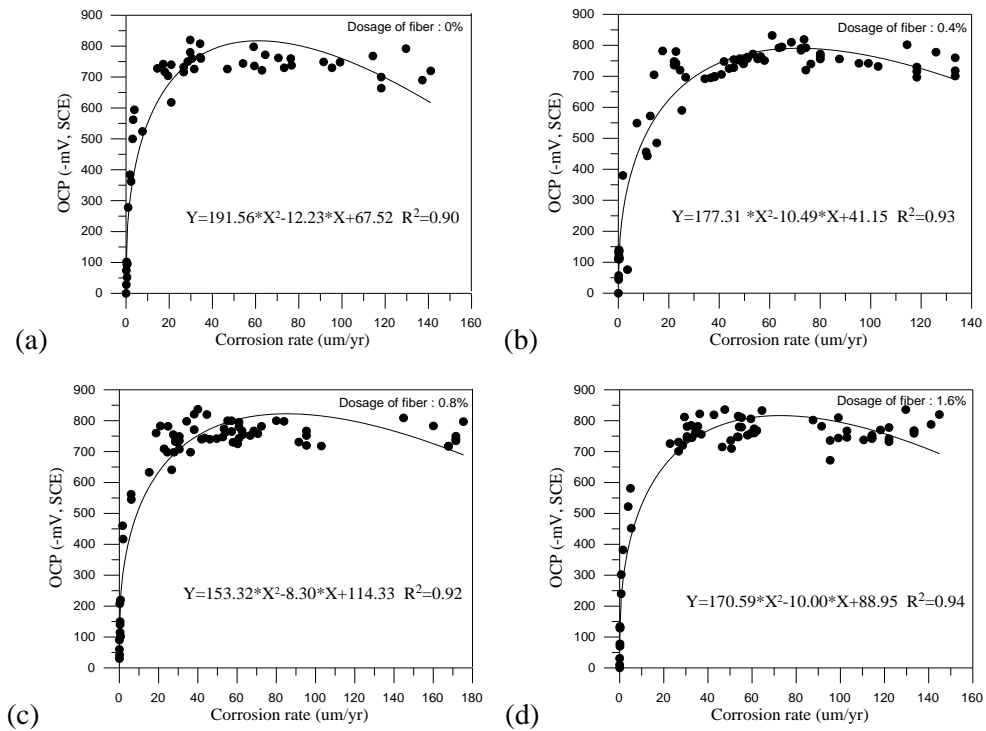 (a)
Dosage of fiber : 0%
OCP (-mV, SCE)
900
800
700
600
500
400
300
200
100
0
Y=191.56*X²-12.23*X+67.52 R²=0.90
0 20 40 60 80 100 120 140 160
Corrosion rate (um/yr)
(b)
Dosage of fiber : 0.4%
OCP (-mV, SCE)
900
800
700
600
500
400
300
200
100
0
Y=177.31 *X²-10.49*X+41.15 R²=0.93
0 20 40 60 80 100 120 140
Corrosion rate (um/yr)
(c)
Dosage of fiber : 0.8%
OCP (-mV, SCE)
900
800
700
600
500
400
300
200
100
0
Y=153.32*X²-8.30*X+114.33 R²=0.92
0 20 40 60 80 100 120 140 160 180
Corrosion rate (um/yr)
(d)
Dosage of fiber : 1.6%
OCP (-mV, SCE)
900
800
700
600
500
400
300
200
100
0
Y=170.59*X²-10.00*X+88.95 R²=0.94
0 20 40 60 80 100 120 140 160
Corrosion rate (um/yr)